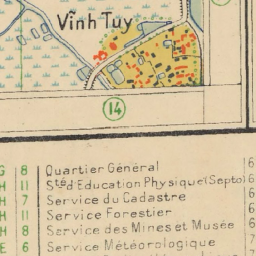 Vĩnh Tuy
14
G 8 Quartier Général 6
H 11 Sté d'Education Physique (Septo) 6
H 7 Service du Cadastre 6
H 11 Service Forestier 6
H 8 Service des Mines et Musée 6
E 6 Service Météorologique 6